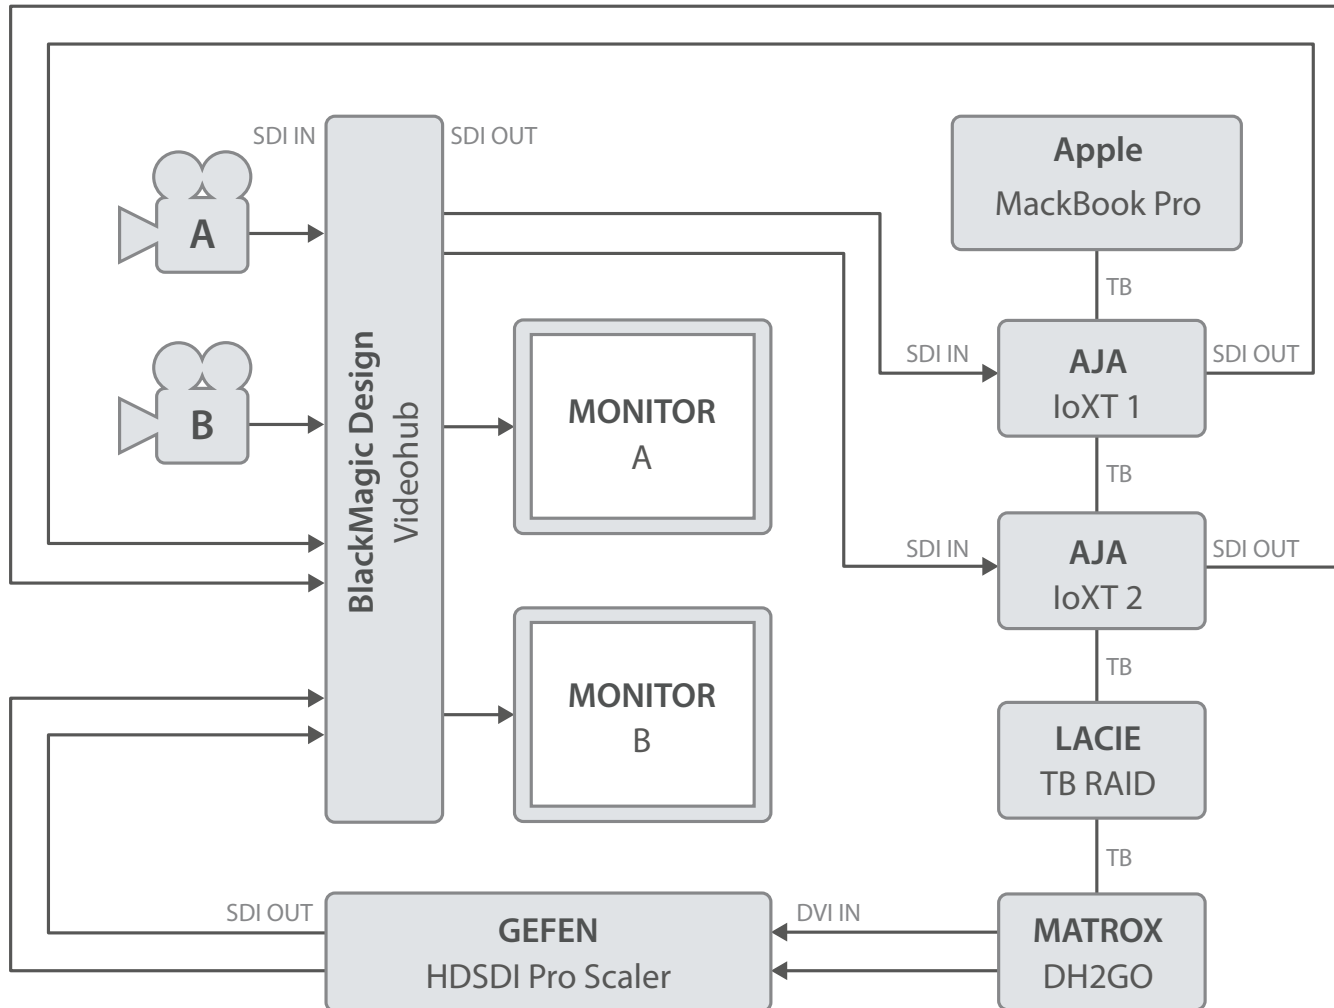 SDI IN
SDI OUT
A
B
BlackMagic Design
Videohub
MONITOR
A
MONITOR
B
Apple
MackBook Pro
TB
SDI IN
AJA
IoXT 1
SDI OUT
TB
SDI IN
AJA
IoXT 2
SDI OUT
TB
LACIE
TB RAID
TB
SDI OUT
GEFEN
HDSDI Pro Scaler
DVI IN
MATROX
DH2GO